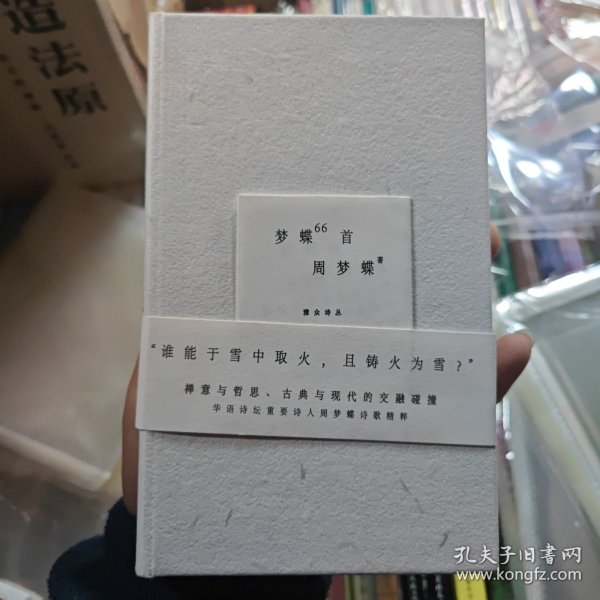 造法原
梦蝶66首
周梦蝶 著
雅众诗丛
“谁能于雪中取火，且铸火为雪？”
禅意与哲思、古典与现代的交融碰撞
华语诗坛重要诗人周梦蝶诗歌精粹
孔夫子旧书网
www.kongfz.com